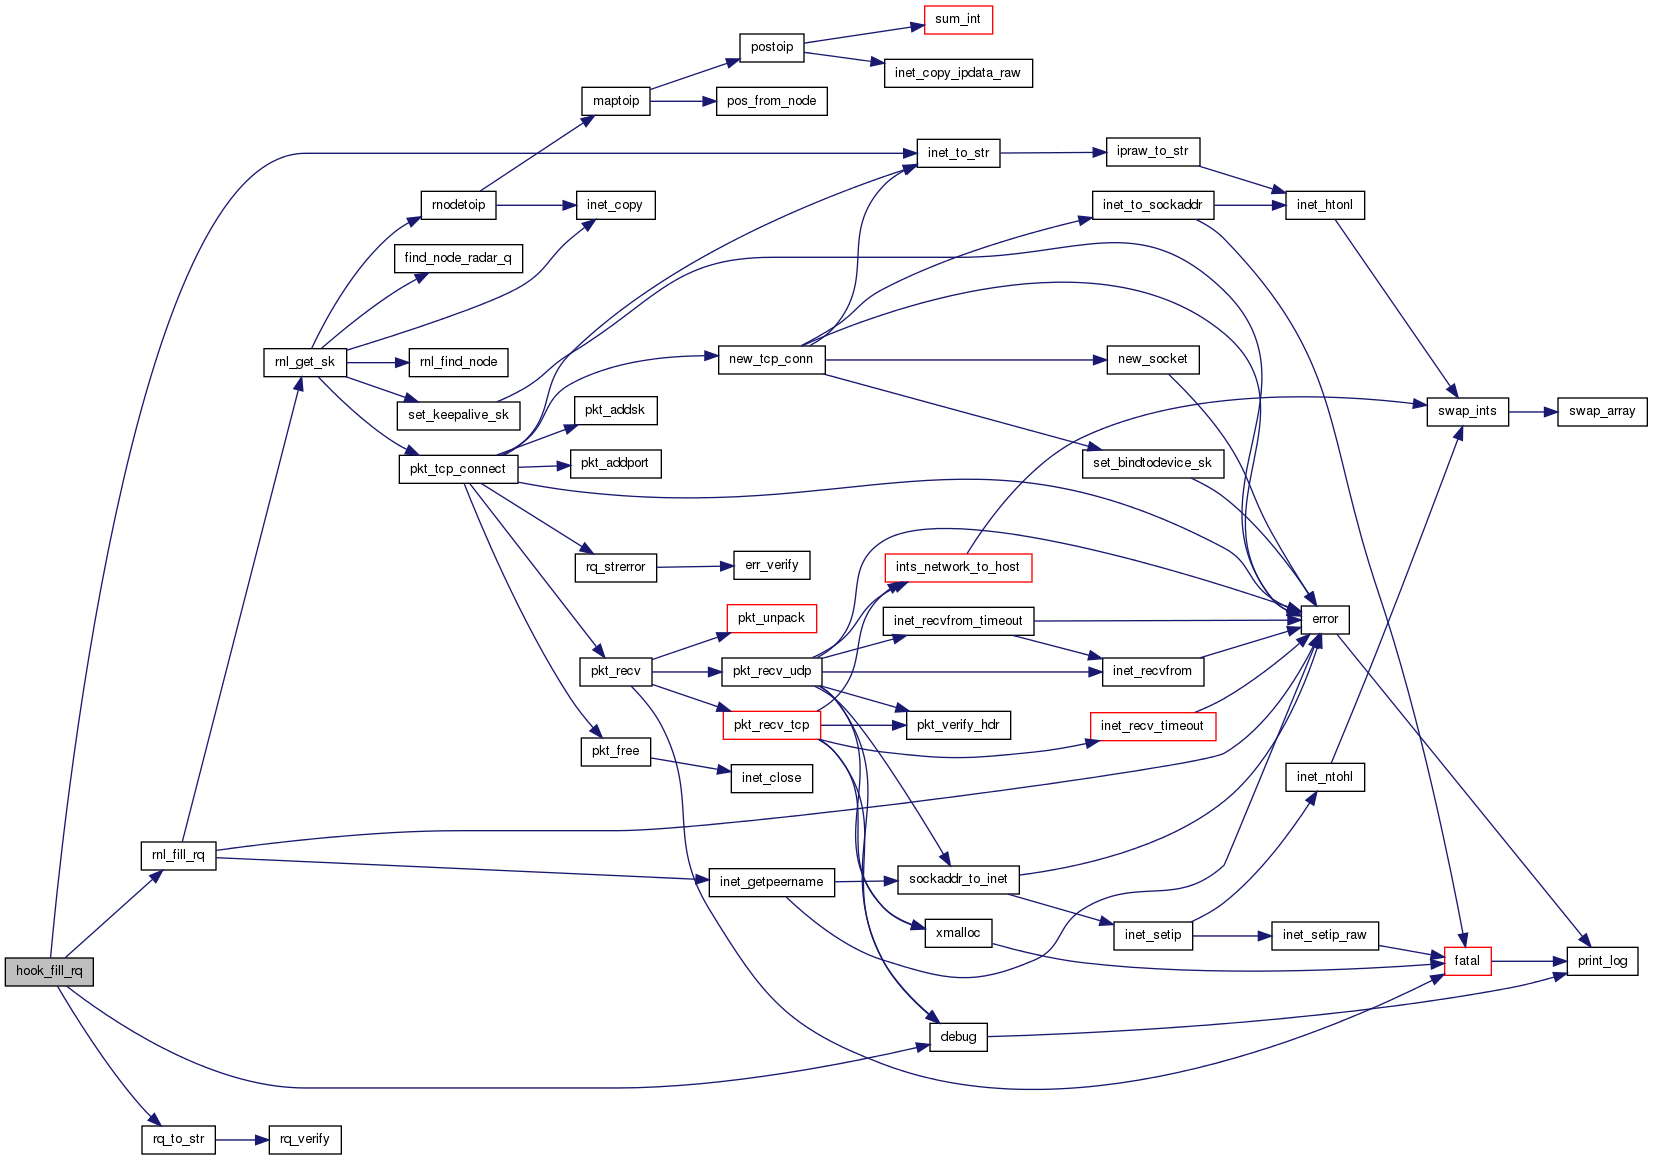 sum_int
postoip
inet_copy_ipdata_raw
maptoip
pos_from_node
inet_to_str
ipraw_to_str
rnodetoip
inet_copy
inet_to_sockaddr
inet_htonl
find_node_radar_q
rnl_get_sk
rnl_find_node
new_tcp_conn
new_socket
set_keepalive_sk
pkt_addsk
swap_ints
swap_array
pkt_tcp_connect
pkt_addport
set_bindtodevice_sk
rq_strerror
err_verify
ints_network_to_host
pkt_unpack
inet_recvfrom_timeout
error
pkt_recv
pkt_recv_udp
inet_recvfrom
pkt_recv_tcp
pkt_verify_hdr
inet_recv_timeout
pkt_free
inet_close
inet_ntohl
rnl_fill_rq
inet_getpeername
sockaddr_to_inet
xmalloc
inet_setip
inet_setip_raw
hook_fill_rq
fatal
print_log
debug
rq_to_str
rq_verify